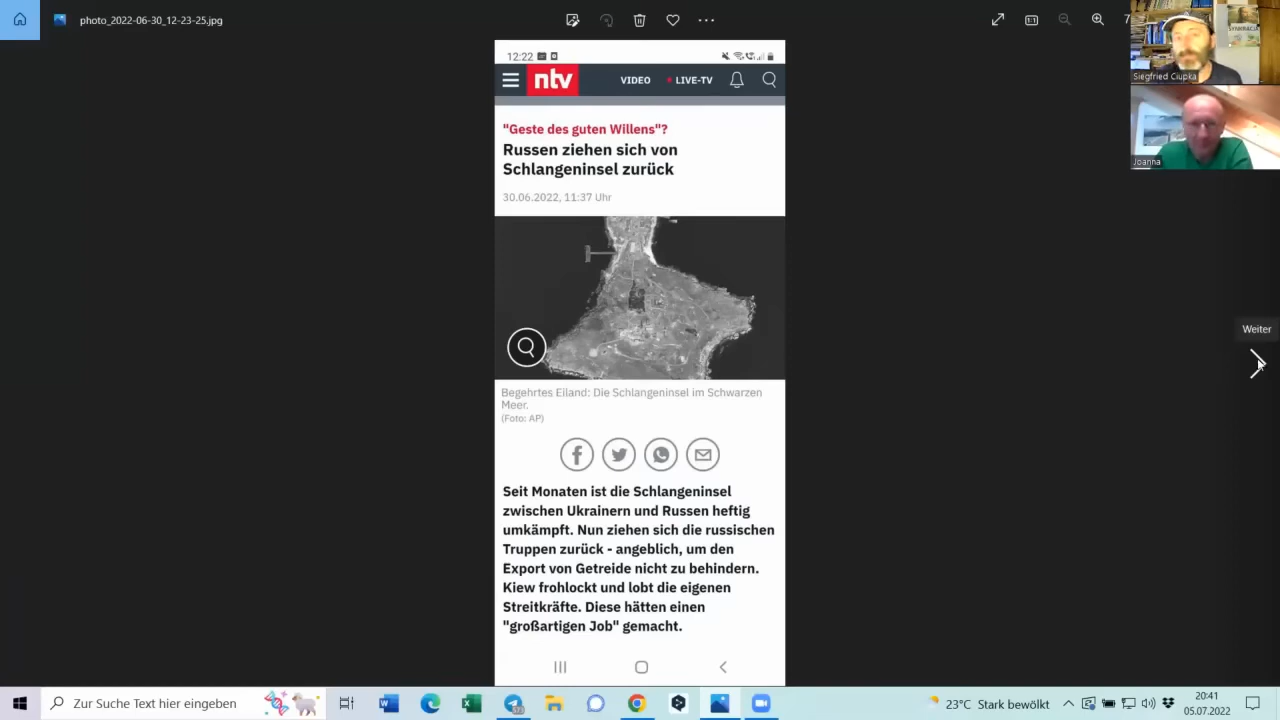 photo_2022-06-30_12-23-25.jpg
Siegfried Ciupka
Joanna
12:22
ntv
VIDEO
LIVE-TV
"Geste des guten Willens"?
Russen ziehen sich von
Schlangeninsel zurück
30.06.2022, 11:37 Uhr
Begehrtes Eiland: Die Schlangeninsel im Schwarzen
Meer.
(Foto: AP)
Seit Monaten ist die Schlangeninsel
zwischen Ukrainern und Russen heftig
umkämpft. Nun ziehen sich die russischen
Truppen zurück - angeblich, um den
Export von Getreide nicht zu behindern.
Kiew frohlockt und lobt die eigenen
Streitkräfte. Diese hätten einen
"großartigen Job" gemacht.
Weiter
Zur Suche Text hier eingeben
23°C Stark bewölkt
20:41
05.07.2022